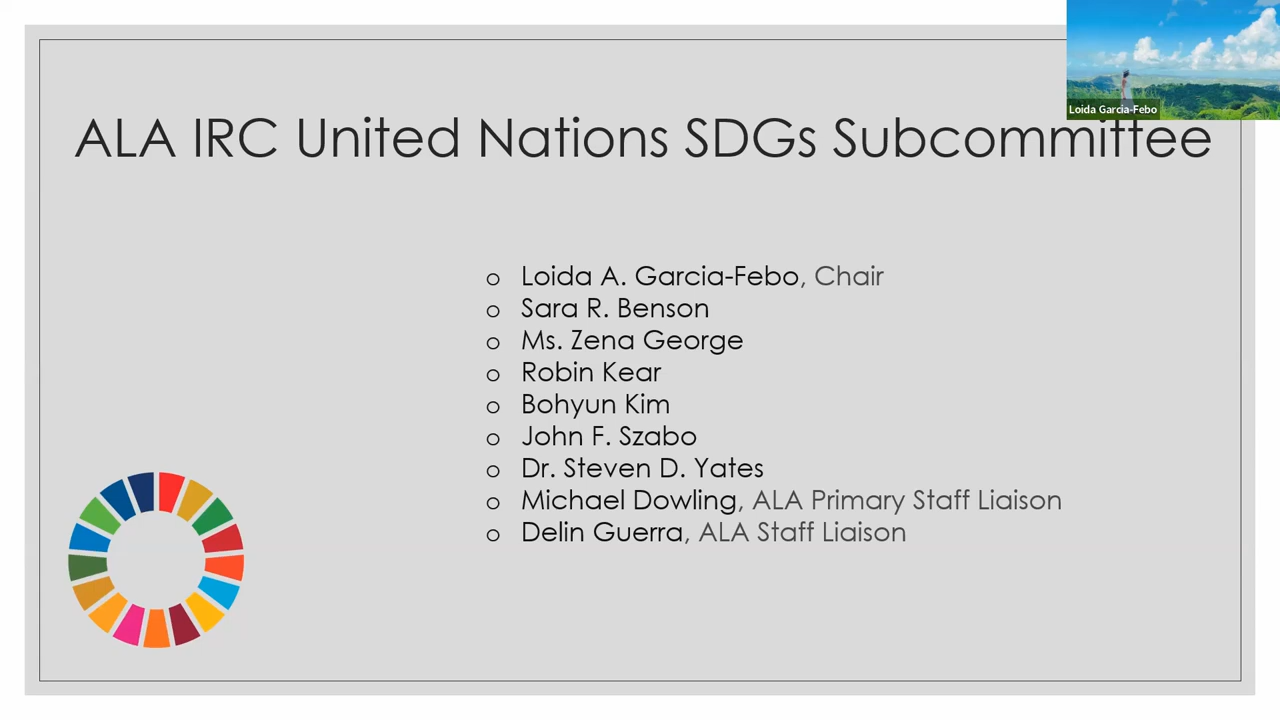 Loida Garcia-Febo
ALA IRC United Nations SDGs Subcommittee
o Loida A. Garcia-Febo, Chair
o Sara R. Benson
o Ms. Zena George
o Robin Kear
o Bohyun Kim
o John F. Szabo
o Dr. Steven D. Yates
o Michael Dowling, ALA Primary Staff Liaison
o Delin Guerra, ALA Staff Liaison